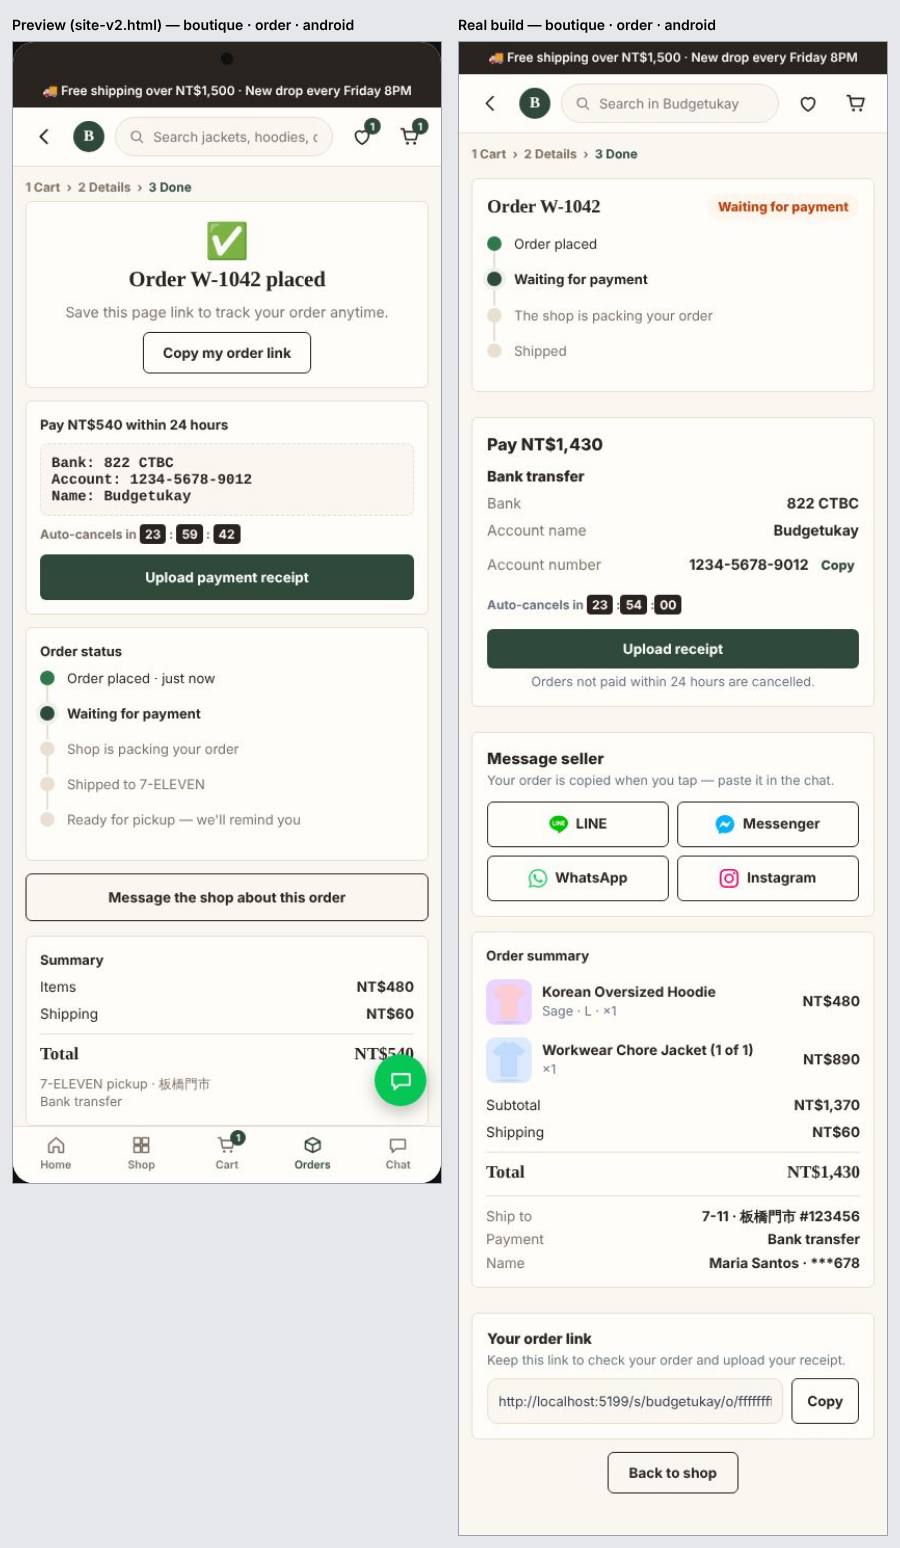 Preview (site-v2.html) — boutique · order · android
🚚 Free shipping over NT$1,500 · New drop every Friday 8PM
B
Search jackets, hoodies, c
1
1
1 Cart › 2 Details › 3 Done
Order W-1042 placed
Save this page link to track your order anytime.
Copy my order link
Pay NT$540 within 24 hours
Bank: 822 CTBC
Account: 1234-5678-9012
Name: Budgetukay
Auto-cancels in 23 : 59 : 42
Upload payment receipt
Order status
Order placed · just now
Waiting for payment
Shop is packing your order
Shipped to 7-ELEVEN
Ready for pickup — we'll remind you
Message the shop about this order
Summary
Items NT$480
Shipping NT$60
Total NT$540
7-ELEVEN pickup · 板橋門市
Bank transfer
1
Home Shop Cart Orders Chat
Real build — boutique · order · android
🚚 Free shipping over NT$1,500 · New drop every Friday 8PM
B
Search in Budgetukay
1 Cart › 2 Details › 3 Done
Order W-1042 Waiting for payment
Order placed
Waiting for payment
The shop is packing your order
Shipped
Pay NT$1,430
Bank transfer
Bank 822 CTBC
Account name Budgetukay
Account number 1234-5678-9012 Copy
Auto-cancels in 23 : 54 : 00
Upload receipt
Orders not paid within 24 hours are cancelled.
Message seller
Your order is copied when you tap — paste it in the chat.
LINE LINE Messenger
WhatsApp Instagram
Order summary
Korean Oversized Hoodie NT$480
Sage · L · ×1
Workwear Chore Jacket (1 of 1) NT$890
×1
Subtotal NT$1,370
Shipping NT$60
Total NT$1,430
Ship to 7-11 · 板橋門市 #123456
Payment Bank transfer
Name Maria Santos · ***678
Your order link
Keep this link to check your order and upload your receipt.
http://localhost:5199/s/budgetukay/o/fffffff Copy
Back to shop